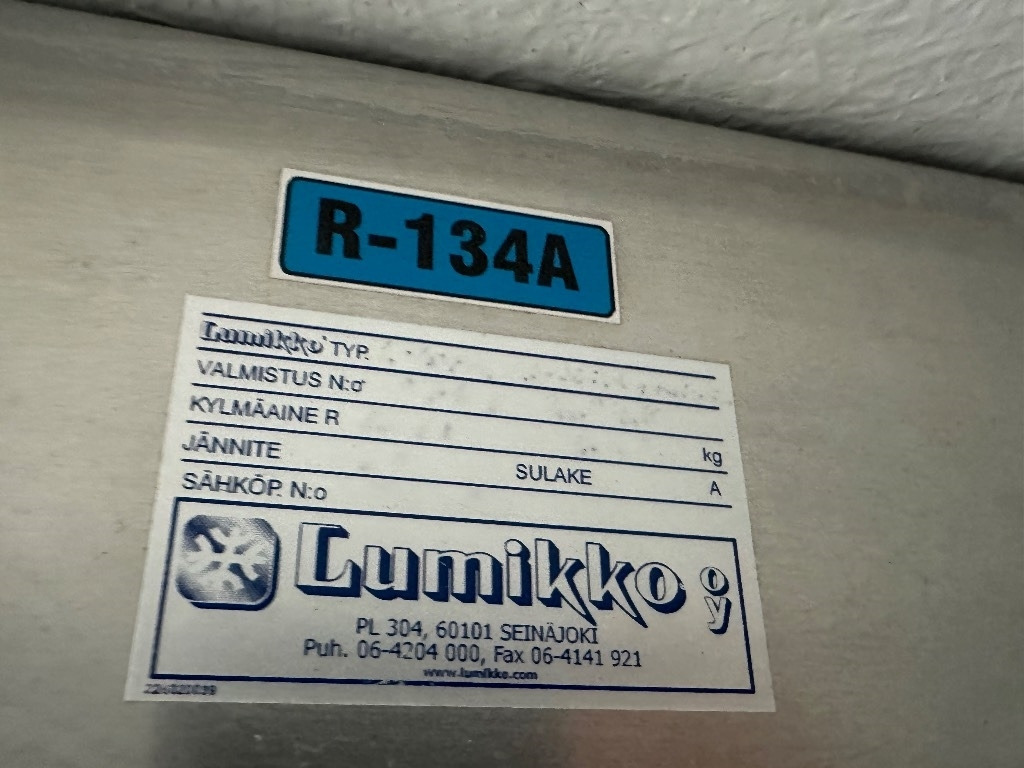 R-134A
Lumikko TYP.
VALMISTUS N:o
KYLMÄAINE R kg
JÄNNITE SULAKE A
SÄHKÖP. N:o
Lumikko oy
PL 304, 60101 SEINÄJOKI
Puh. 06-4204 000, Fax 06-4141 921
www.lumikko.com